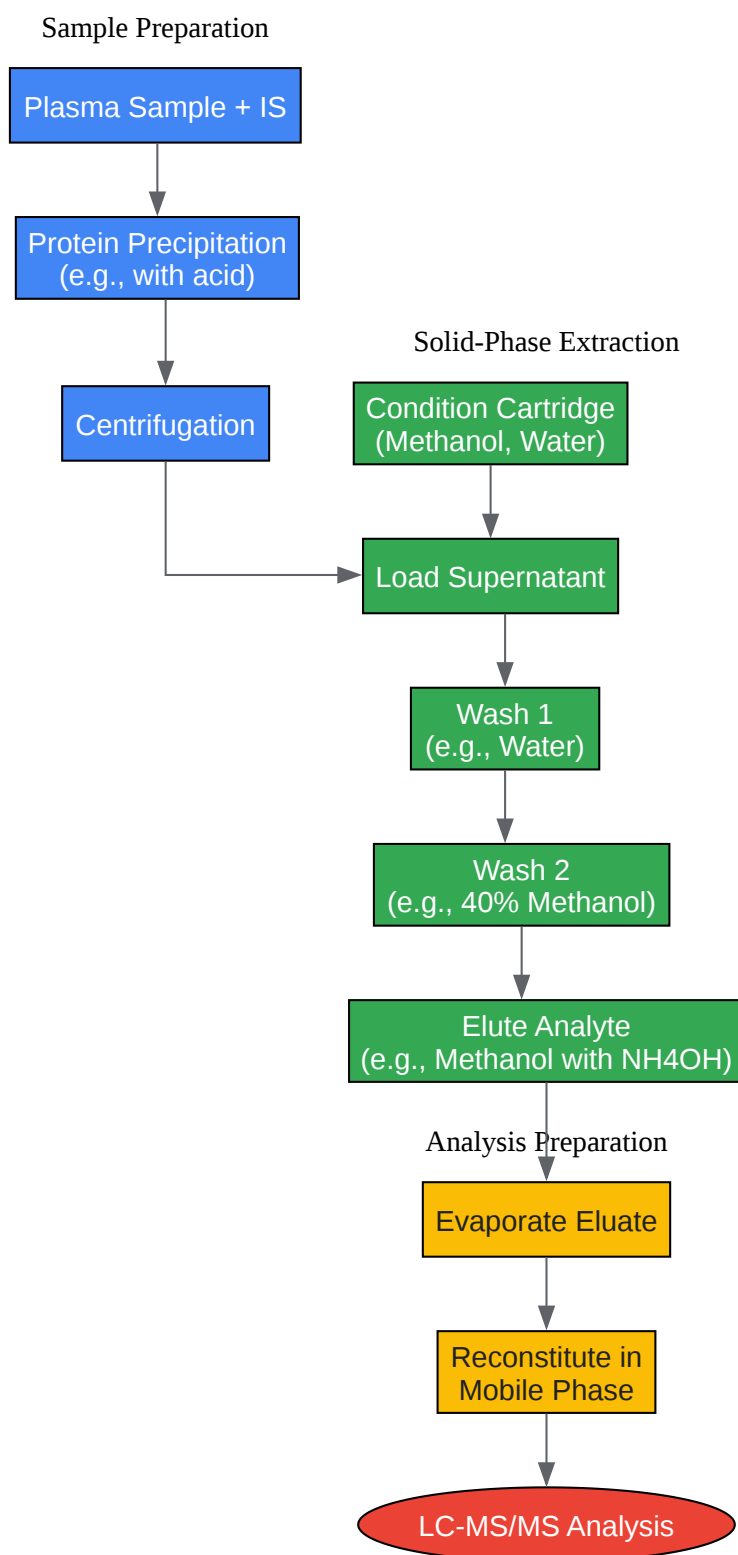 Sample Preparation
Plasma Sample + IS
Protein Precipitation
(e.g., with acid)
Centrifugation
Solid-Phase Extraction
Condition Cartridge
(Methanol, Water)
Load Supernatant
Wash 1
(e.g., Water)
Wash 2
(e.g., 40% Methanol)
Elute Analyte
(e.g., Methanol with NH4OH)
Analysis Preparation
Evaporate Eluate
Reconstitute in
Mobile Phase
LC-MS/MS Analysis